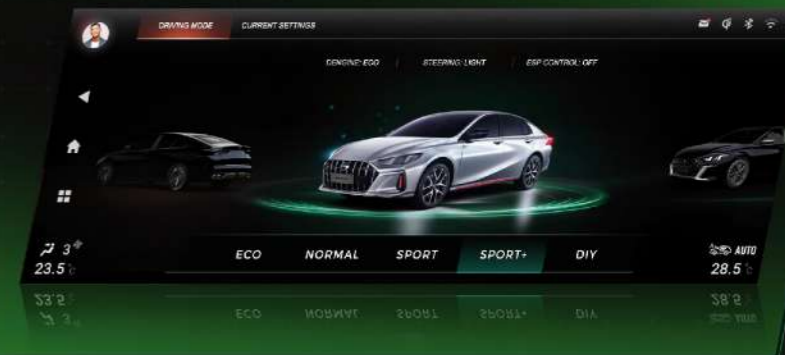 DRIVING MODE CURRENT SETTINGS
DENGINE: ECO STEERING: LIGHT ESP CONTROL: OFF
3
AUTO
ECO NORMAL SPORT SPORT+ DIY
23.5°C
28.5°C